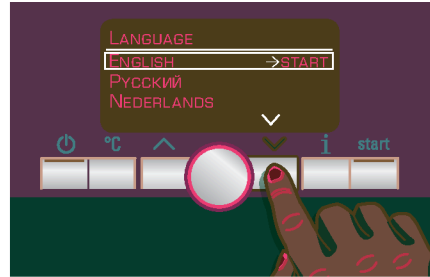 LANGUAGE
ENGLISH →START
РУССКИЙ
NEDERLANDS
°C i start